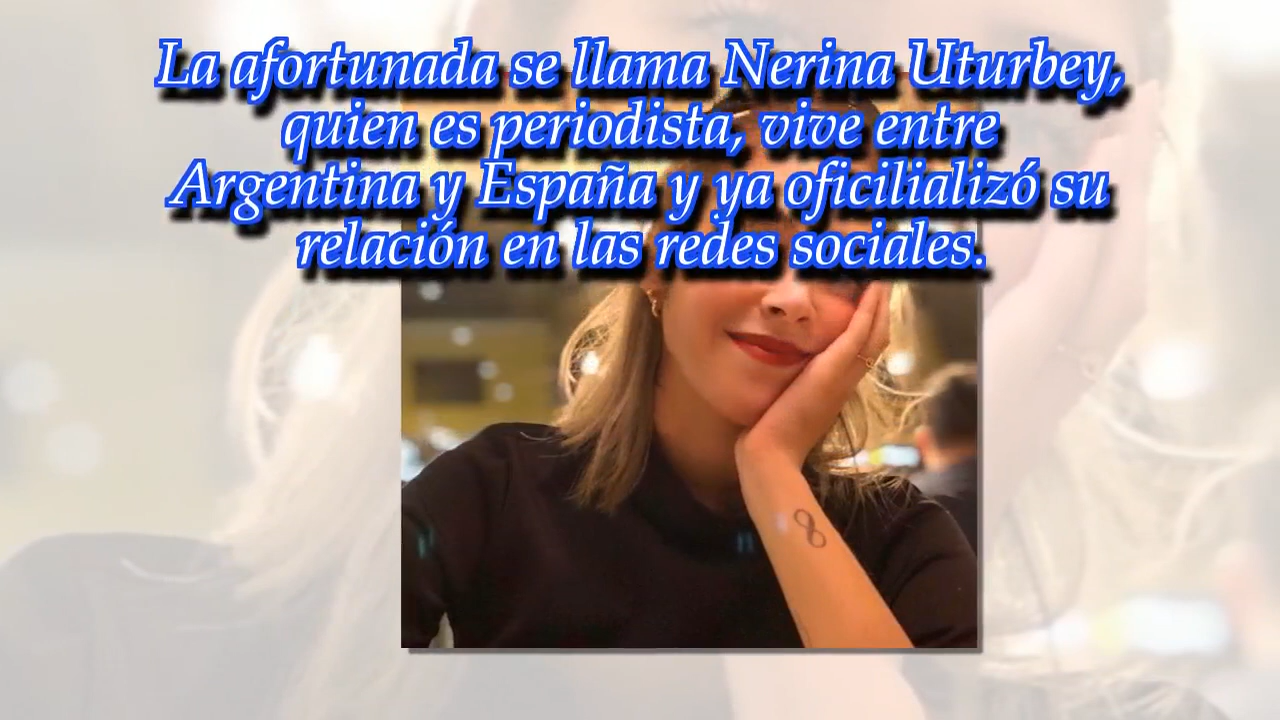 La afortunada se llama Nerina Uturbey,
quien es periodista, vive entre
Argentina y España y ya oficilializó su
relación en las redes sociales.